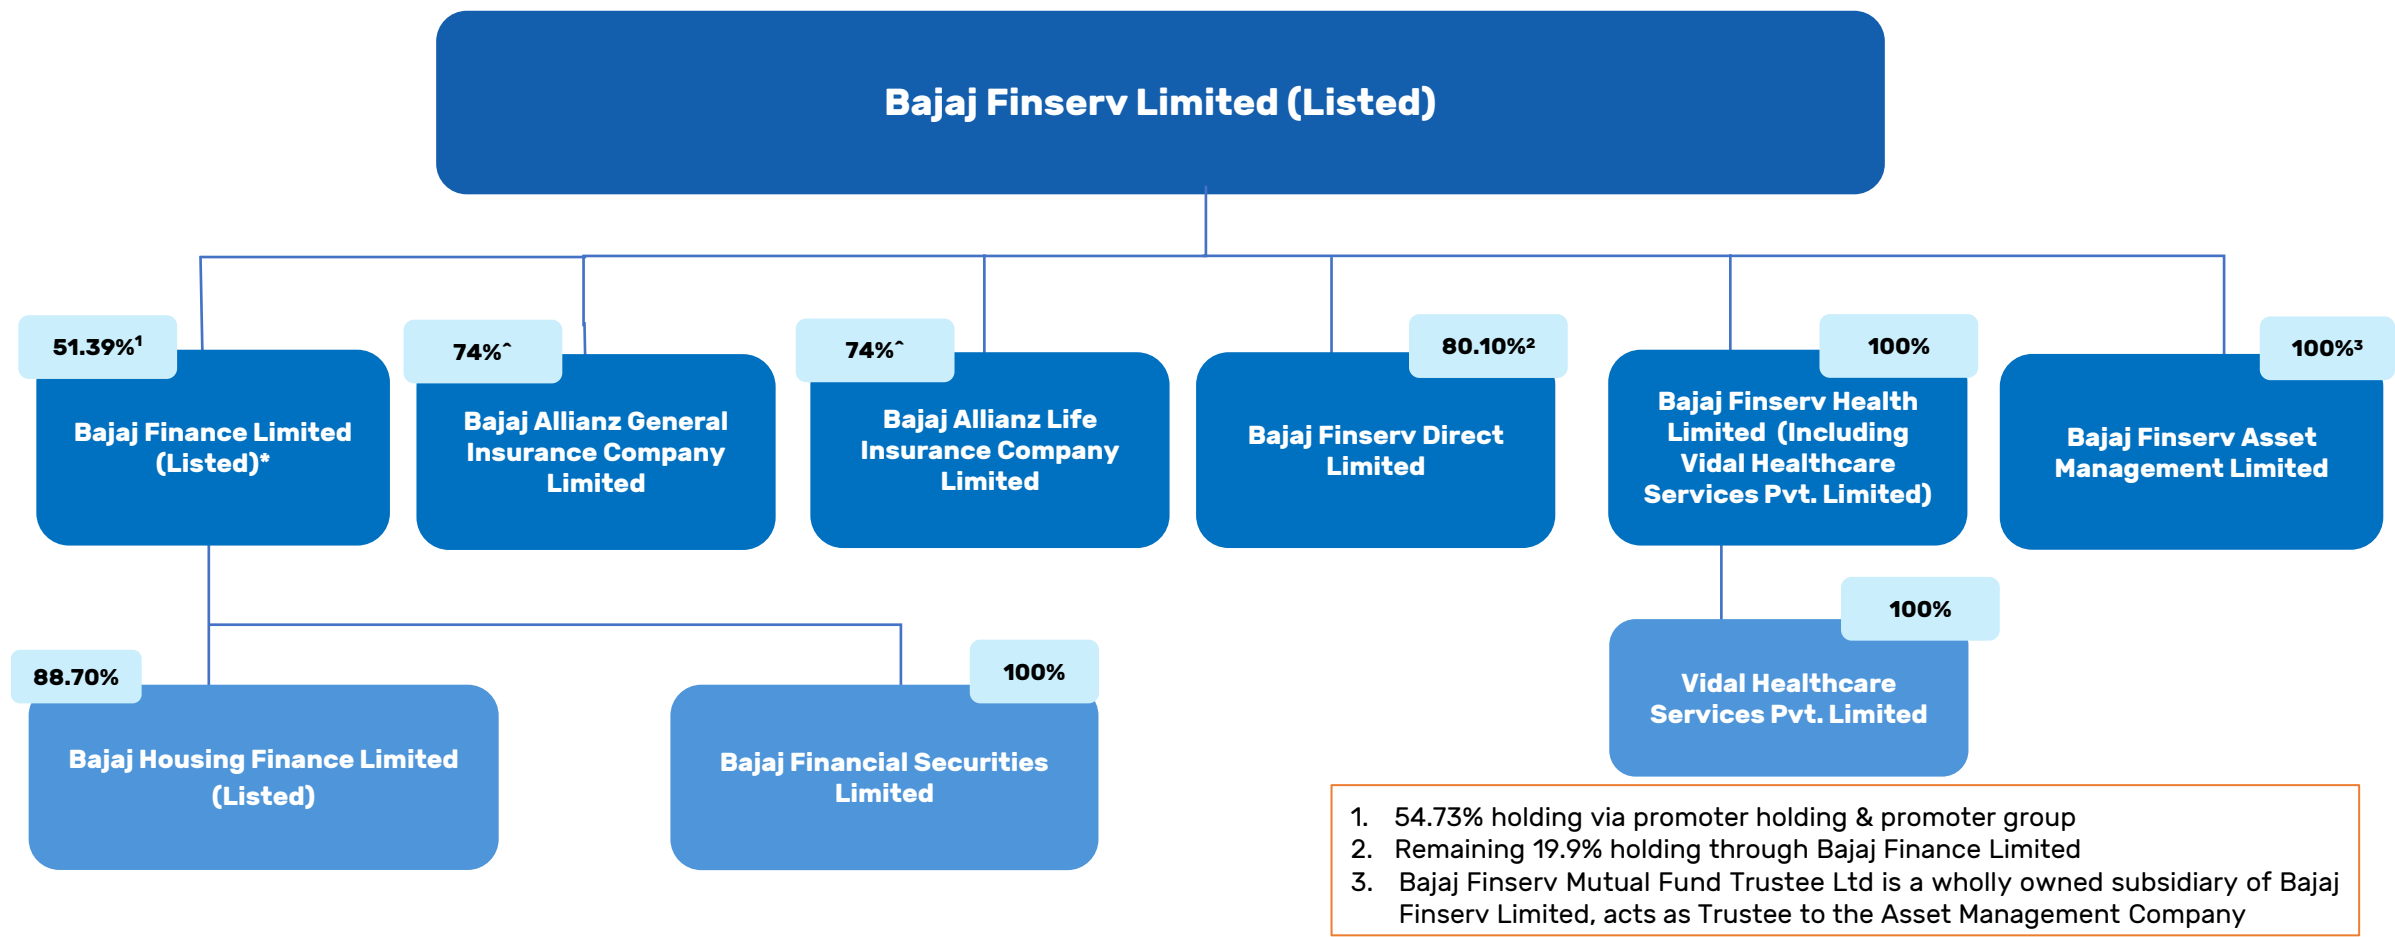 Bajaj Finserv Limited (Listed)
51.39%¹
Bajaj Finance Limited
(Listed)*
74%^
Bajaj Allianz General
Insurance Company
Limited
74%^
Bajaj Allianz Life
Insurance Company
Limited
80.10%²
Bajaj Finserv Direct
Limited
100%
Bajaj Finserv Health
Limited (Including
Vidal Healthcare
Services Pvt. Limited)
100%³
Bajaj Finserv Asset
Management Limited
88.70%
Bajaj Housing Finance Limited
(Listed)
100%
Bajaj Financial Securities
Limited
100%
Vidal Healthcare
Services Pvt. Limited
1. 54.73% holding via promoter holding & promoter group
2. Remaining 19.9% holding through Bajaj Finance Limited
3. Bajaj Finserv Mutual Fund Trustee Ltd is a wholly owned subsidiary of Bajaj
Finserv Limited, acts as Trustee to the Asset Management Company